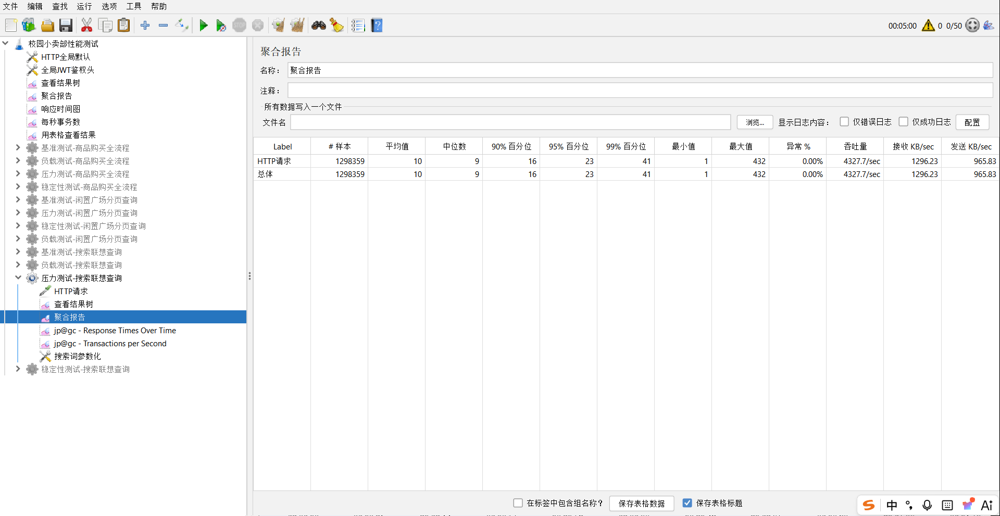 文件 编辑 查找 运行 选项 工具 帮助
STOP
00:05:00 0 0/50
校园小卖部性能测试
HTTP全局默认
全局JWT鉴权头
查看结果树
聚合报告
响应时间图
每秒事务数
用表格查看结果
基准测试-商品购买全流程
负载测试-商品购买全流程
压力测试-商品购买全流程
稳定性测试-商品购买全流程
基准测试-闲置广场分页查询
压力测试-闲置广场分页查询
稳定性测试-闲置广场分页查询
负载测试-闲置广场分页查询
基准测试-搜索联想查询
负载测试-搜索联想查询
压力测试-搜索联想查询
HTTP请求
查看结果树
聚合报告
jp@gc - Response Times Over Time
jp@gc - Transactions per Second
搜索词参数化
稳定性测试-搜索联想查询
聚合报告
名称： 聚合报告
注释：
所有数据写入一个文件
文件名 浏览... 显示日志内容： 仅错误日志 仅成功日志 配置
Label # 样本 平均值 中位数 90% 百分位 95% 百分位 99% 百分位 最小值 最大值 异常 % 吞吐量 接收 KB/sec 发送 KB/sec
HTTP请求 1298359 10 9 16 23 41 1 432 0.00% 4327.7/sec 1296.23 965.83
总体 1298359 10 9 16 23 41 1 432 0.00% 4327.7/sec 1296.23 965.83
在标签中包含组名称？ 保存表格数据 保存表格标题
中 Ai